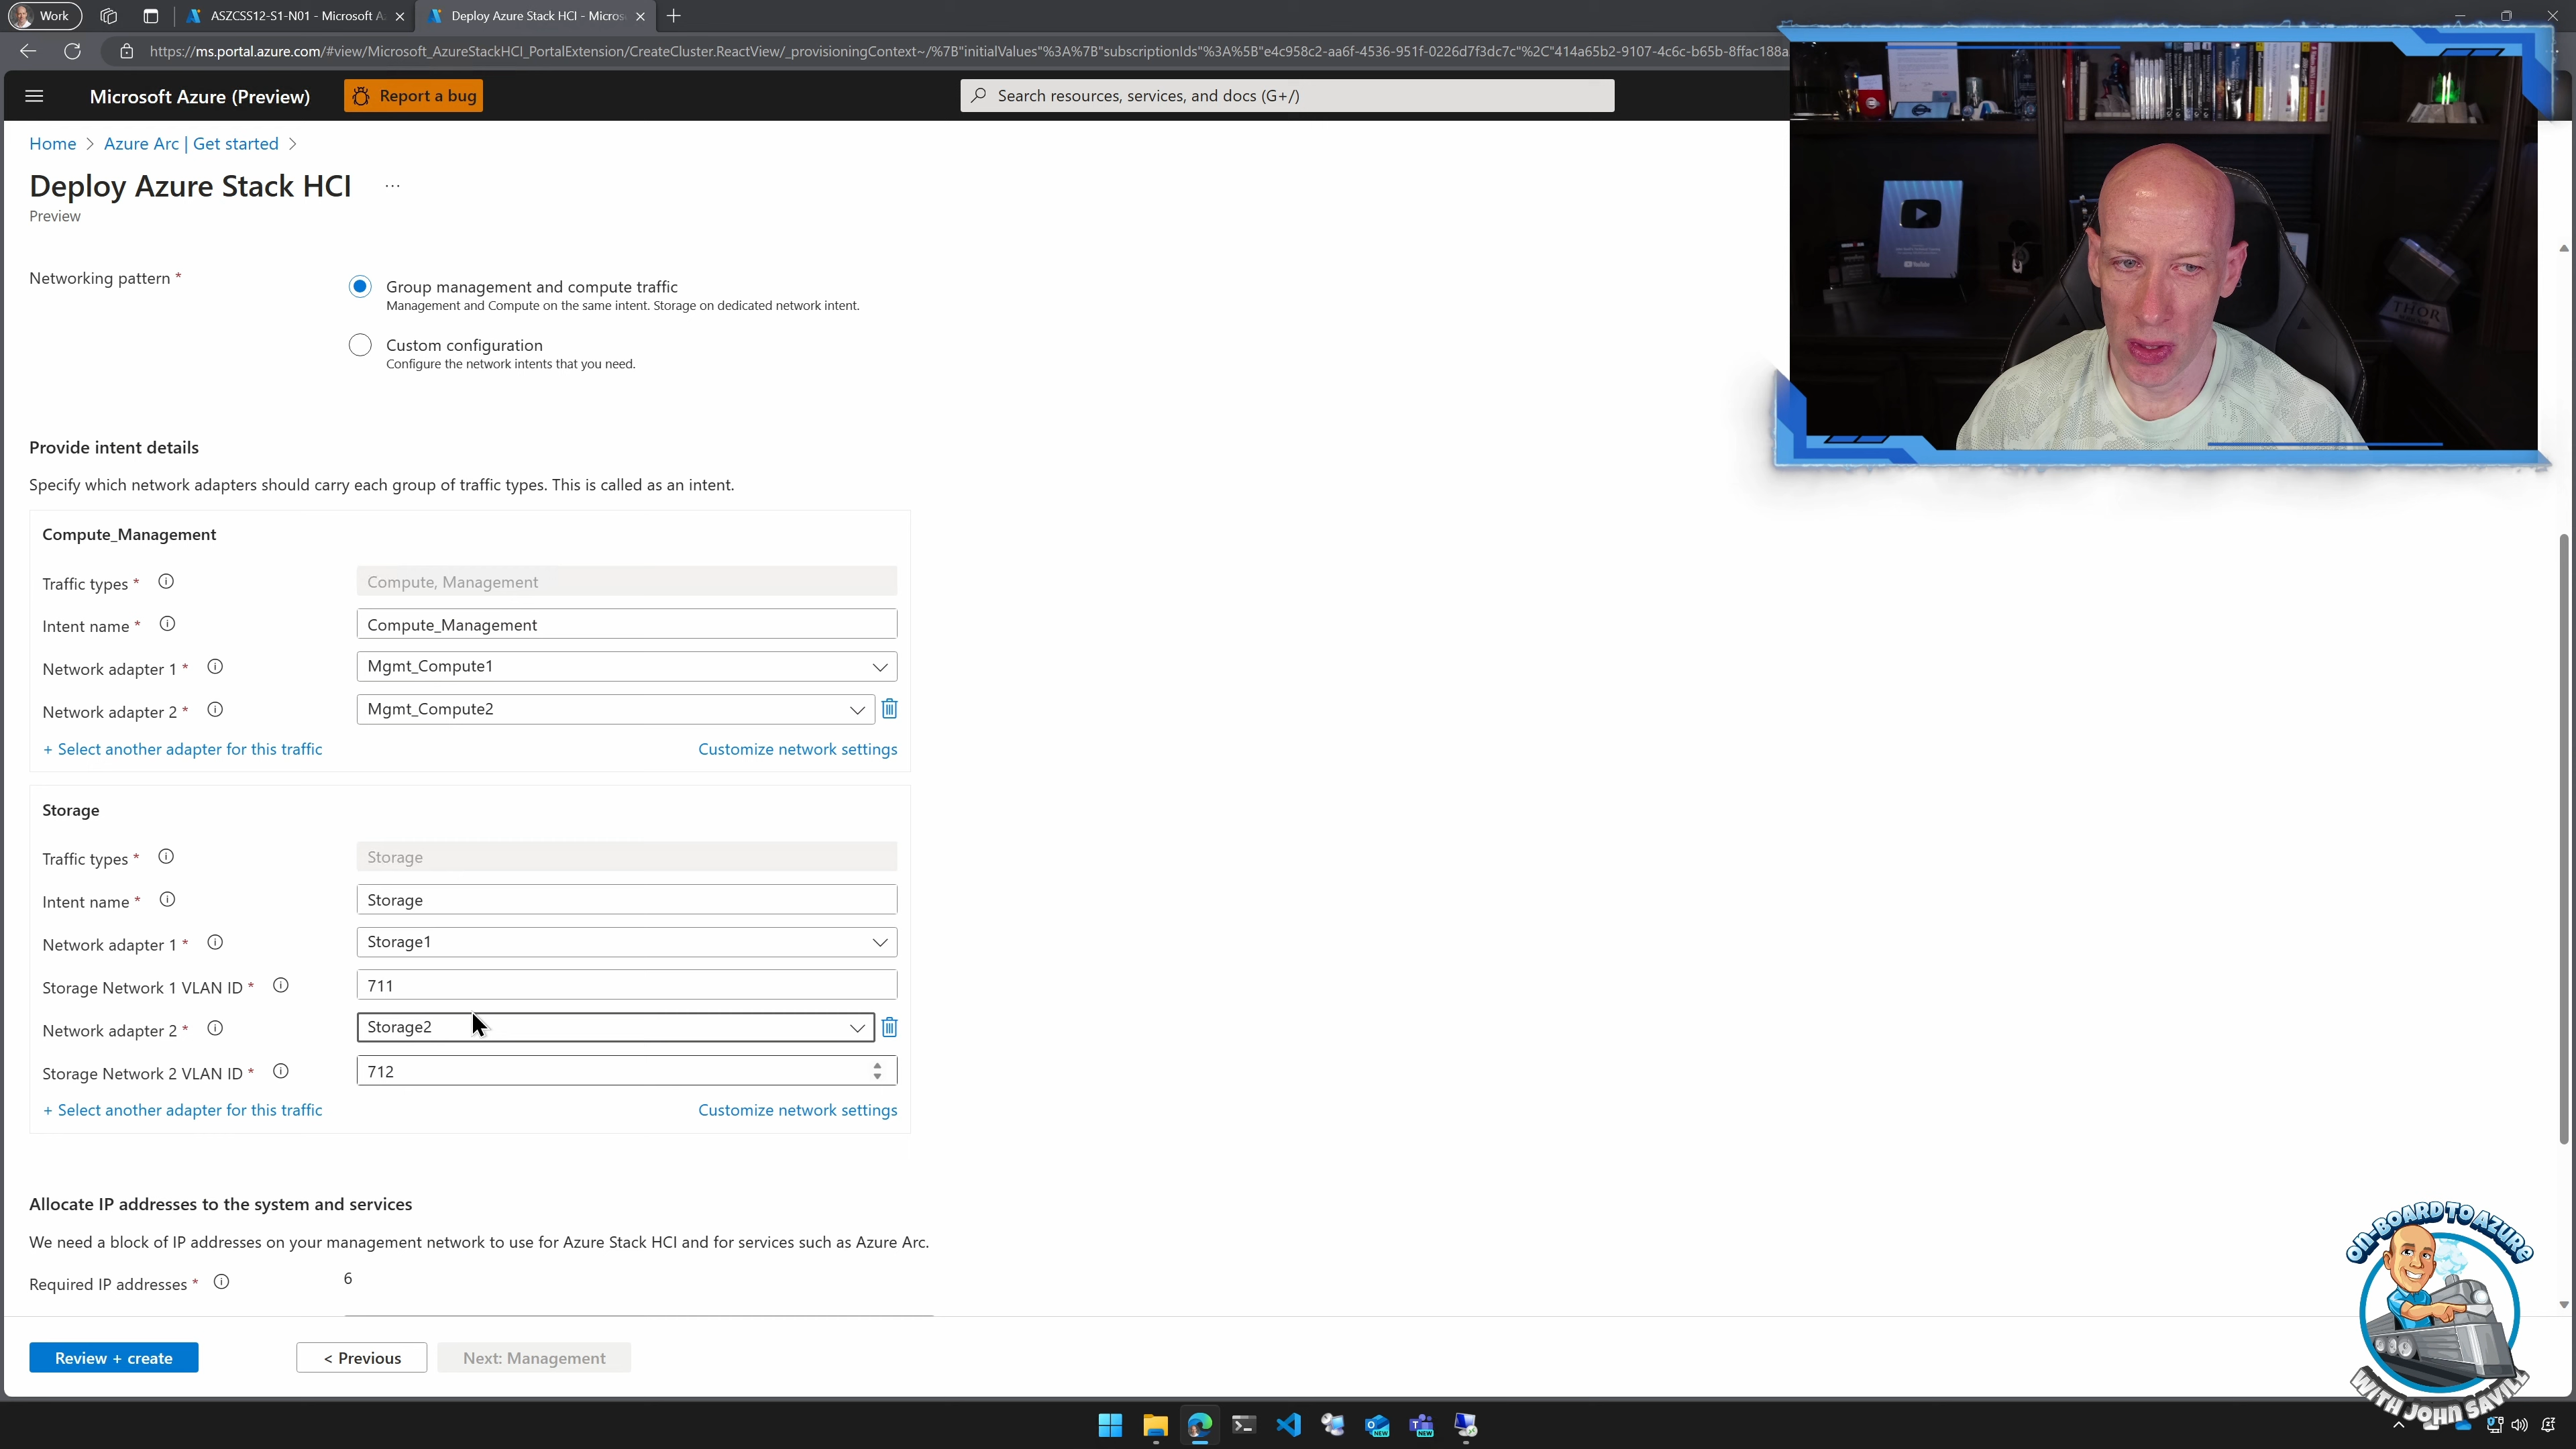 Work
ASZCSS12-S1-N01 - Microsoft A
Deploy Azure Stack HCI - Micros
https://ms.portal.azure.com/#view/Microsoft_AzureStackHCI_PortalExtension/CreateCluster.ReactView/_provisioningContext~/%7B"initialValues"%3A%7B"subscriptionIds"%3A%5B"e4c958c2-aa6f-4536-951f-0226d7f3dc7c"%2C"414a65b2-9107-4c6c-b65b-8ffac188a
Microsoft Azure (Preview)
Report a bug
Search resources, services, and docs (G+/)
Home > Azure Arc | Get started >
Deploy Azure Stack HCI ...
Preview
Networking pattern *
Group management and compute traffic
Management and Compute on the same intent. Storage on dedicated network intent.
Custom configuration
Configure the network intents that you need.
Provide intent details
Specify which network adapters should carry each group of traffic types. This is called as an intent.
Compute_Management
Traffic types * Compute, Management
Intent name * Compute_Management
Network adapter 1 * Mgmt_Compute1
Network adapter 2 * Mgmt_Compute2
+ Select another adapter for this traffic Customize network settings
Storage
Traffic types * Storage
Intent name * Storage
Network adapter 1 * Storage1
Storage Network 1 VLAN ID * 711
Network adapter 2 * Storage2
Storage Network 2 VLAN ID * 712
+ Select another adapter for this traffic Customize network settings
Allocate IP addresses to the system and services
We need a block of IP addresses on your management network to use for Azure Stack HCI and for services such as Azure Arc.
Required IP addresses * 6
Review + create
< Previous
Next: Management
THOR
YouTube
ON-BOARD TO AZURE
WITH JOHN SAVILL
NEW
NEW